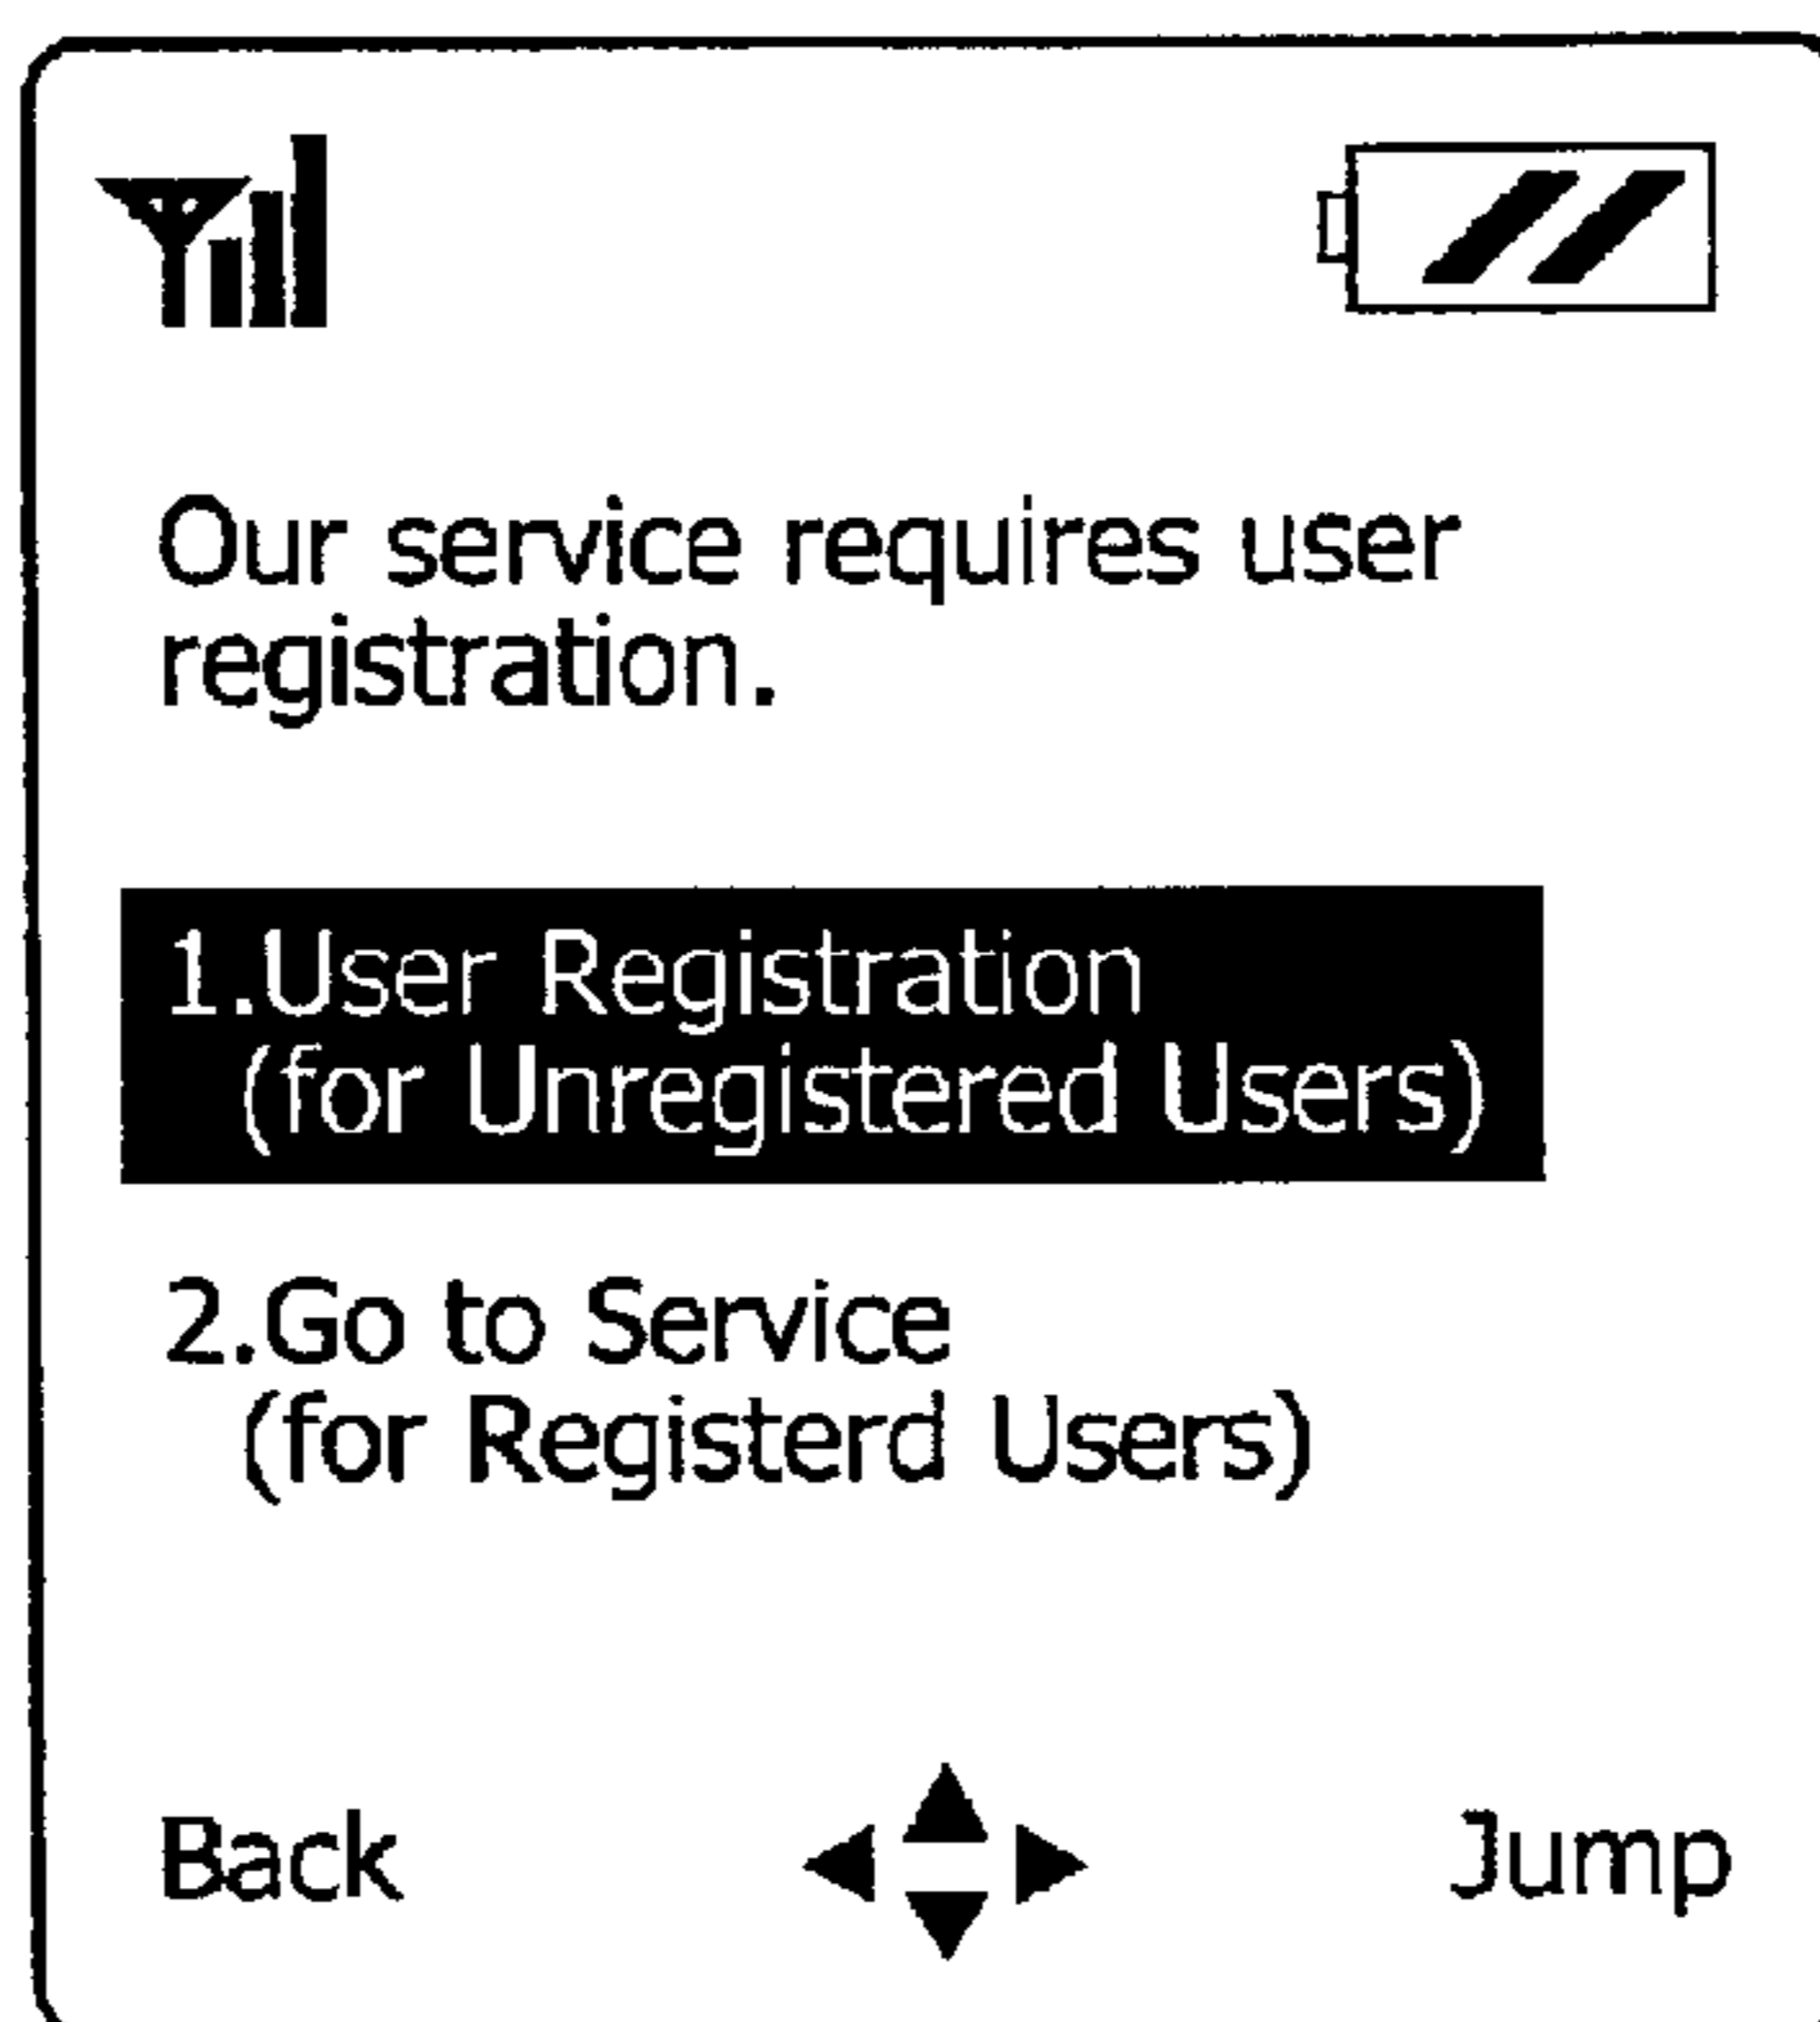 Our service requires user
registration.
1.User Registration
(for Unregistered Users)
2.Go to Service
(for Registerd Users)
Back
Jump